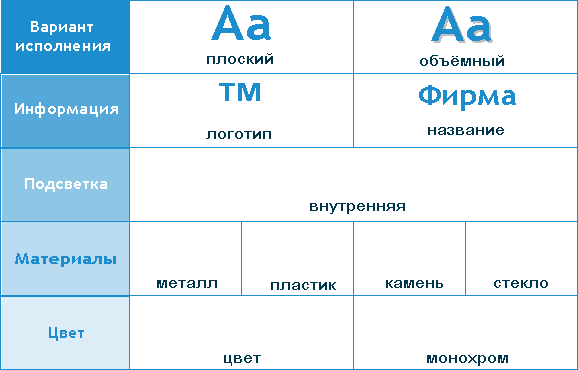 Вариант
исполнения
Aa
плоский
Aa
объёмный
Информация
ТМ
логотип
Фирма
название
Подсветка
внутренняя
Материалы
металл
пластик
камень
стекло
Цвет
цвет
монохром